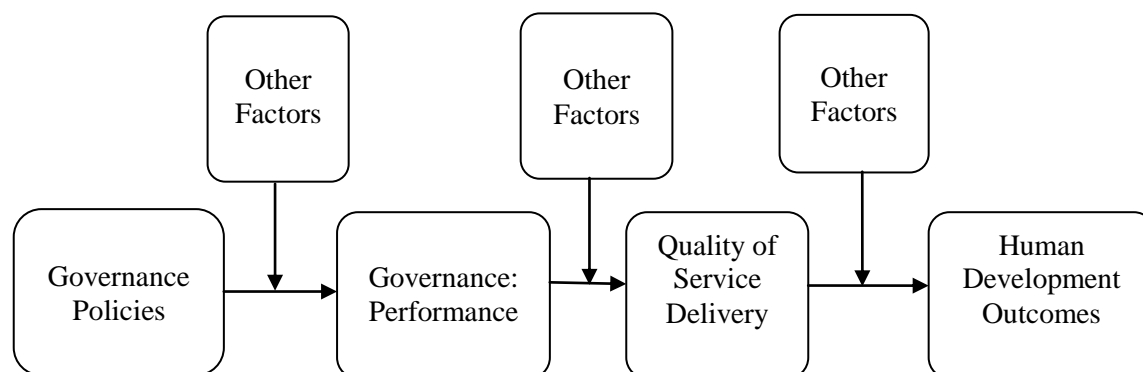 Other
Factors
Other
Factors
Other
Factors
Governance
Policies
Governance:
Performance
Quality of
Service
Delivery
Human
Development
Outcomes